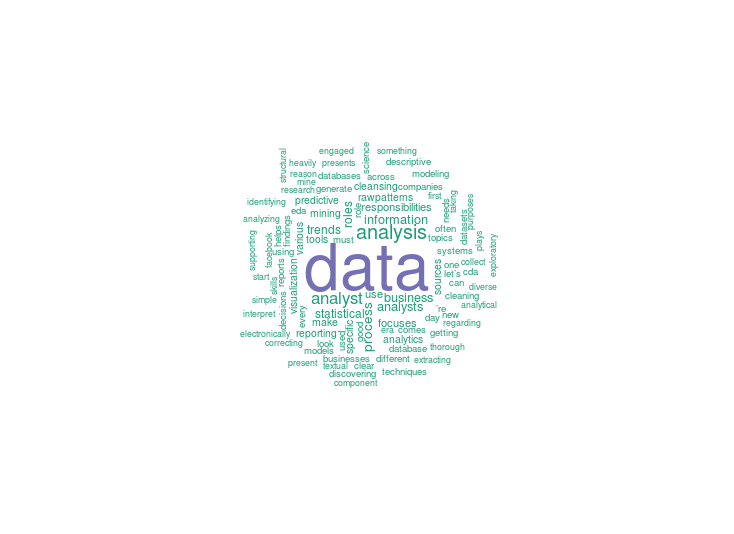 engaged
something
science
structural
heavily
presents
descriptive
reason
databases
across
modeling
mine
research
generate
cleansing
companies
identifying
predictive
rawpatterns
first
taking
needs
purposes
datasets
eda
mining
roles
role
responsibilities
analyzing
findings
helps
various
trends
information
analysis
often
topics
plays
supporting
facebook
using
tools
must
systems
exploratory
data
start
skills
reports
visualization
sources
one
collect
let's
cda
can
diverse
simple
decisions
analyst
use
business
cleaning
analytical
interpret
every
statistical
process
analysts
're
new
day
regarding
make
focuses
electronically
reporting
used
specific
good
era
comes
getting
correcting
look
analytics
models
database
thorough
present
businesses
different
extracting
textual
clear
discovering
techniques
component